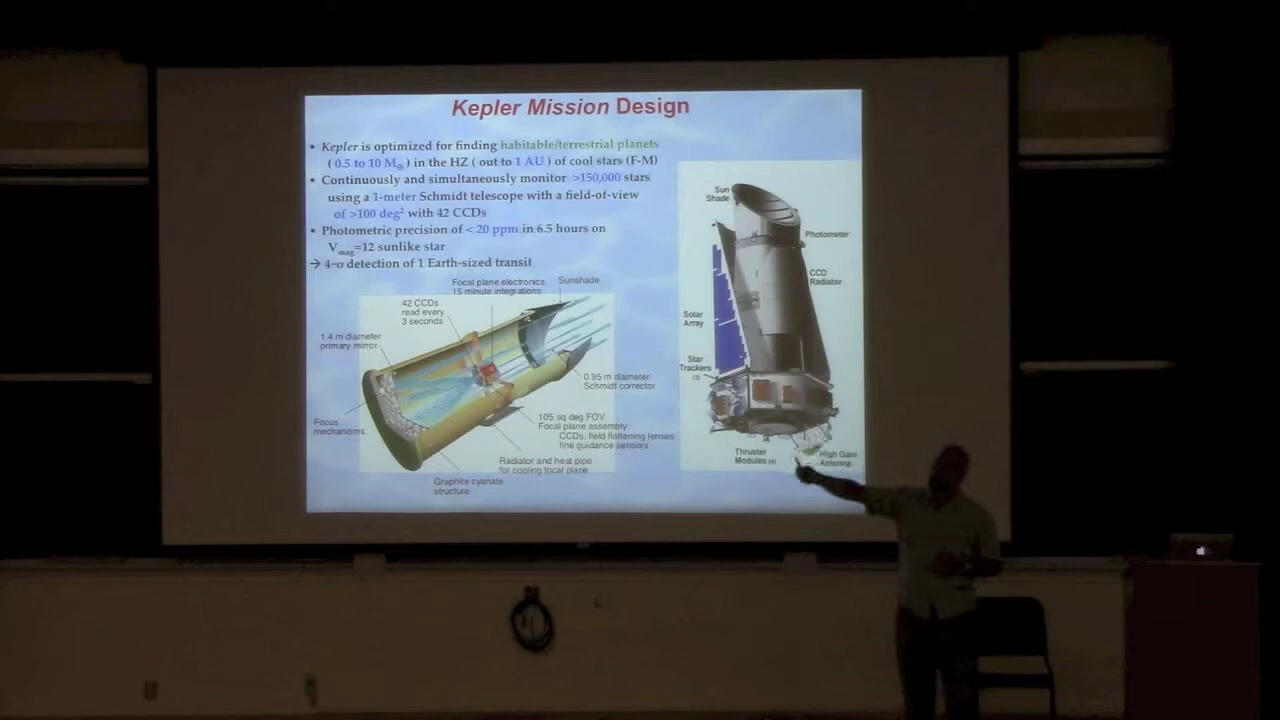 Kepler Mission Design
• Kepler is optimized for finding habitable/terrestrial planets
( 0.5 to 10 M⊕ ) in the HZ ( out to 1 AU ) of cool stars (F-M)
• Continuously and simultaneously monitor >150,000 stars
using a 1-meter Schmidt telescope with a field-of-view
of >100 deg² with 42 CCDs
• Photometric precision of < 20 ppm in 6.5 hours on
Vmag=12 sunlike star
→ 4-σ detection of 1 Earth-sized transit
Focal plane electronics
15 minute integrations
Sunshade
42 CCDs
read every
3 seconds
1.4 m diameter
primary mirror
0.95 m diameter
Schmidt corrector
Focus
mechanisms
105 sq deg FOV
Focal plane assembly:
CCDs, field flattening lenses
fine guidance sensors
Radiator and heat pipe
for cooling focal plane
Graphite cyanate
structure
Sun
Shade
Photometer
CCD
Radiator
Solar
Array
Star
Trackers
(2)
Thruster
Modules (4)
High Gain
Antenna